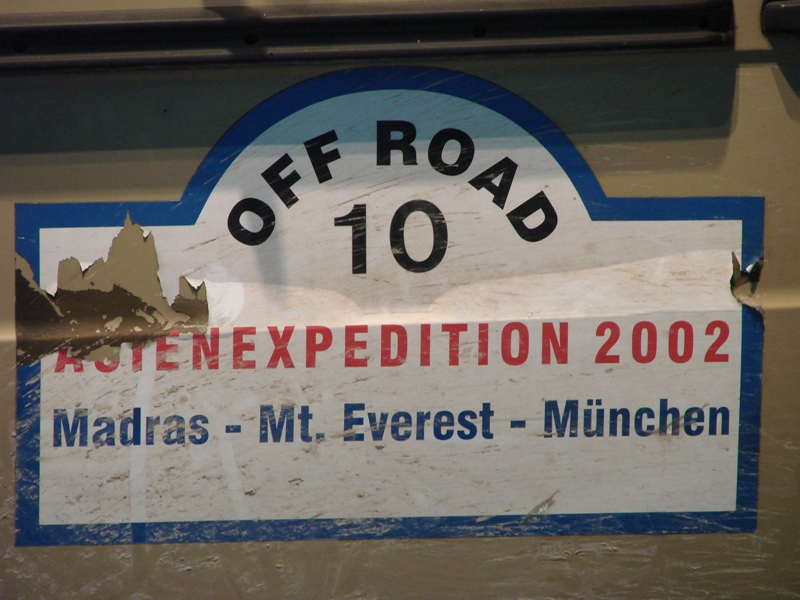 OFF ROAD
10
ASIENEXPEDITION 2002
Madras - Mt. Everest - München